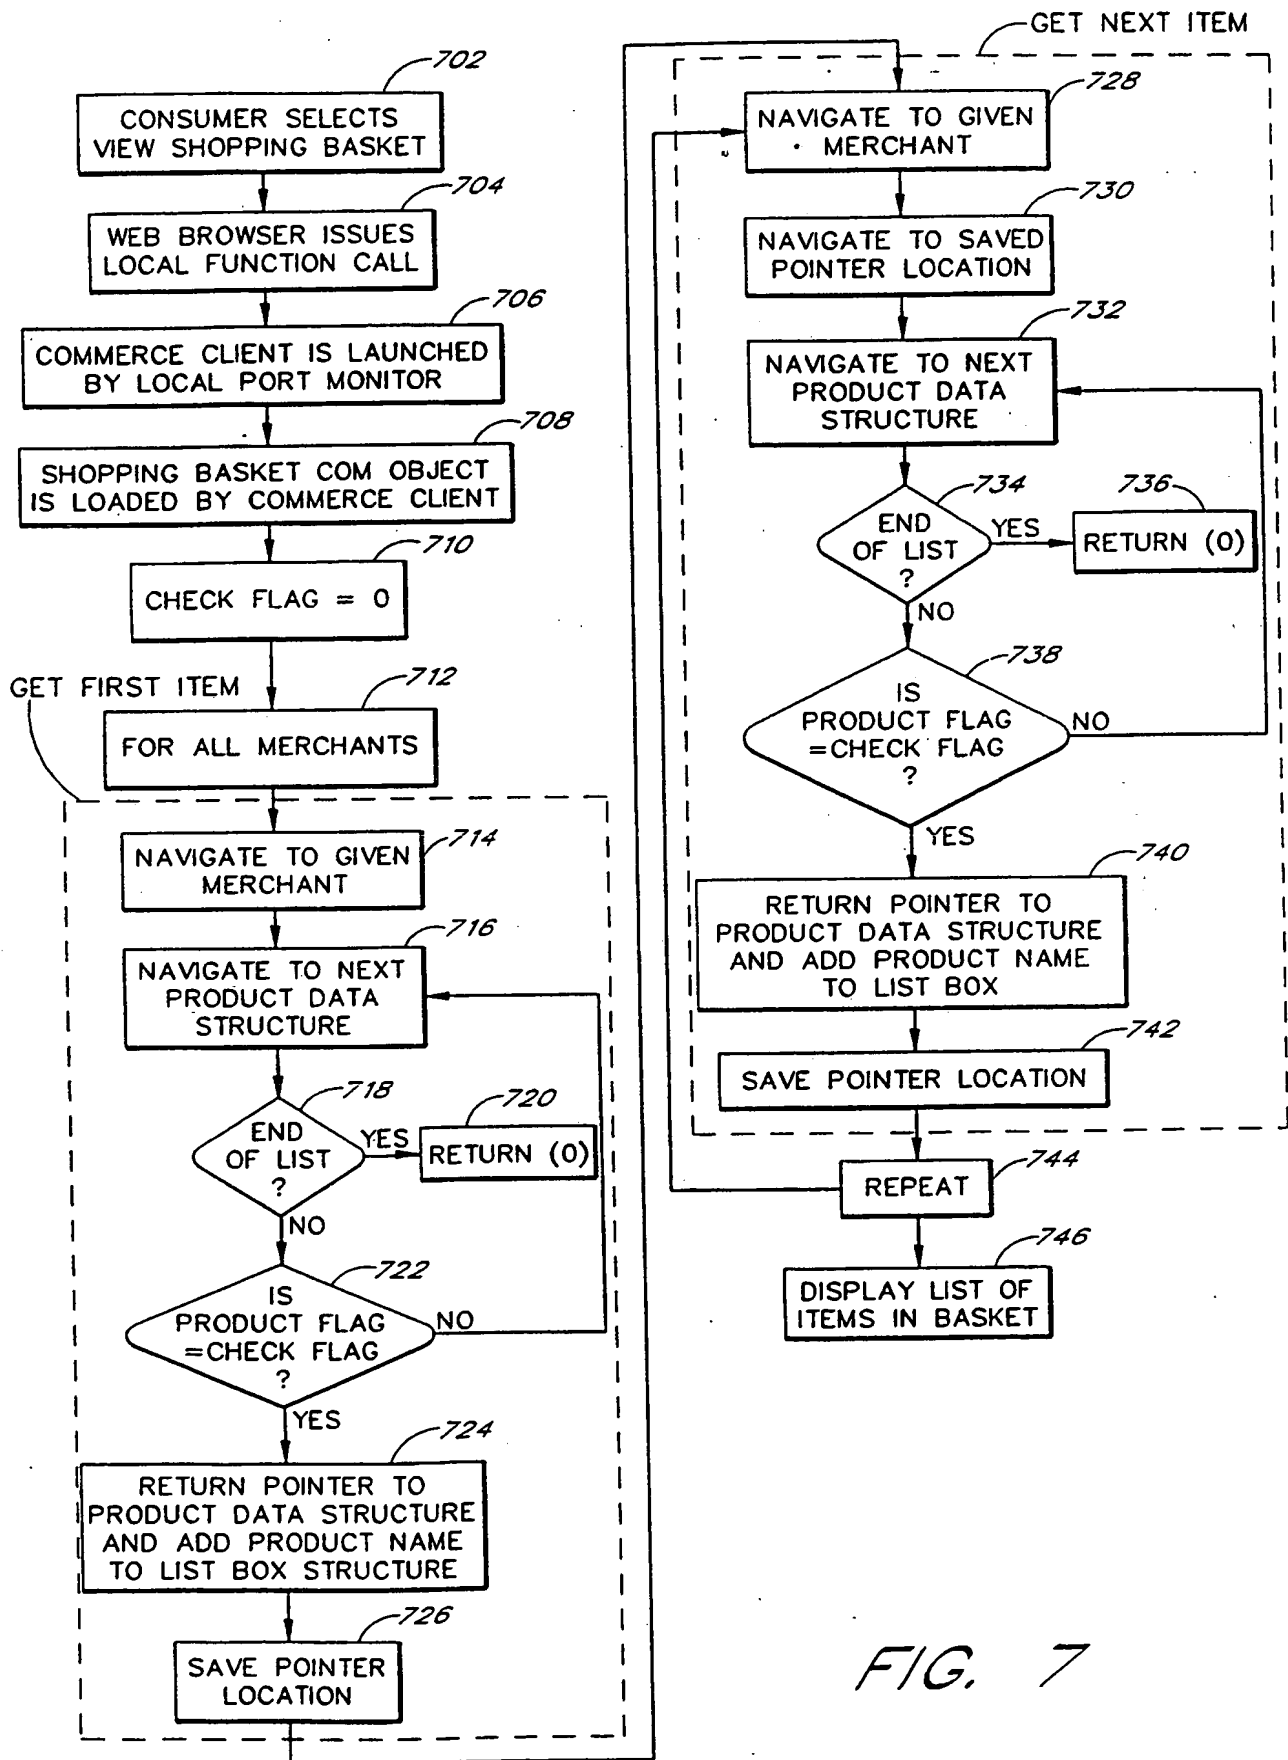 702
CONSUMER SELECTS
VIEW SHOPPING BASKET
704
WEB BROWSER ISSUES
LOCAL FUNCTION CALL
706
COMMERCE CLIENT IS LAUNCHED
BY LOCAL PORT MONITOR
708
SHOPPING BASKET COM OBJECT
IS LOADED BY COMMERCE CLIENT
710
CHECK FLAG = 0
GET FIRST ITEM
712
FOR ALL MERCHANTS
714
NAVIGATE TO GIVEN
MERCHANT
716
NAVIGATE TO NEXT
PRODUCT DATA
STRUCTURE
718
END
OF LIST
?
YES
720
RETURN (0)
NO
722
IS
PRODUCT FLAG
=CHECK FLAG
?
NO
YES
724
RETURN POINTER TO
PRODUCT DATA STRUCTURE
AND ADD PRODUCT NAME
TO LIST BOX STRUCTURE
726
SAVE POINTER
LOCATION
GET NEXT ITEM
728
NAVIGATE TO GIVEN
MERCHANT
730
NAVIGATE TO SAVED
POINTER LOCATION
732
NAVIGATE TO NEXT
PRODUCT DATA
STRUCTURE
734
END
OF LIST
?
YES
736
RETURN (0)
NO
738
IS
PRODUCT FLAG
=CHECK FLAG
?
NO
YES
740
RETURN POINTER TO
PRODUCT DATA STRUCTURE
AND ADD PRODUCT NAME
TO LIST BOX
742
SAVE POINTER LOCATION
744
REPEAT
746
DISPLAY LIST OF
ITEMS IN BASKET
FIG. 7